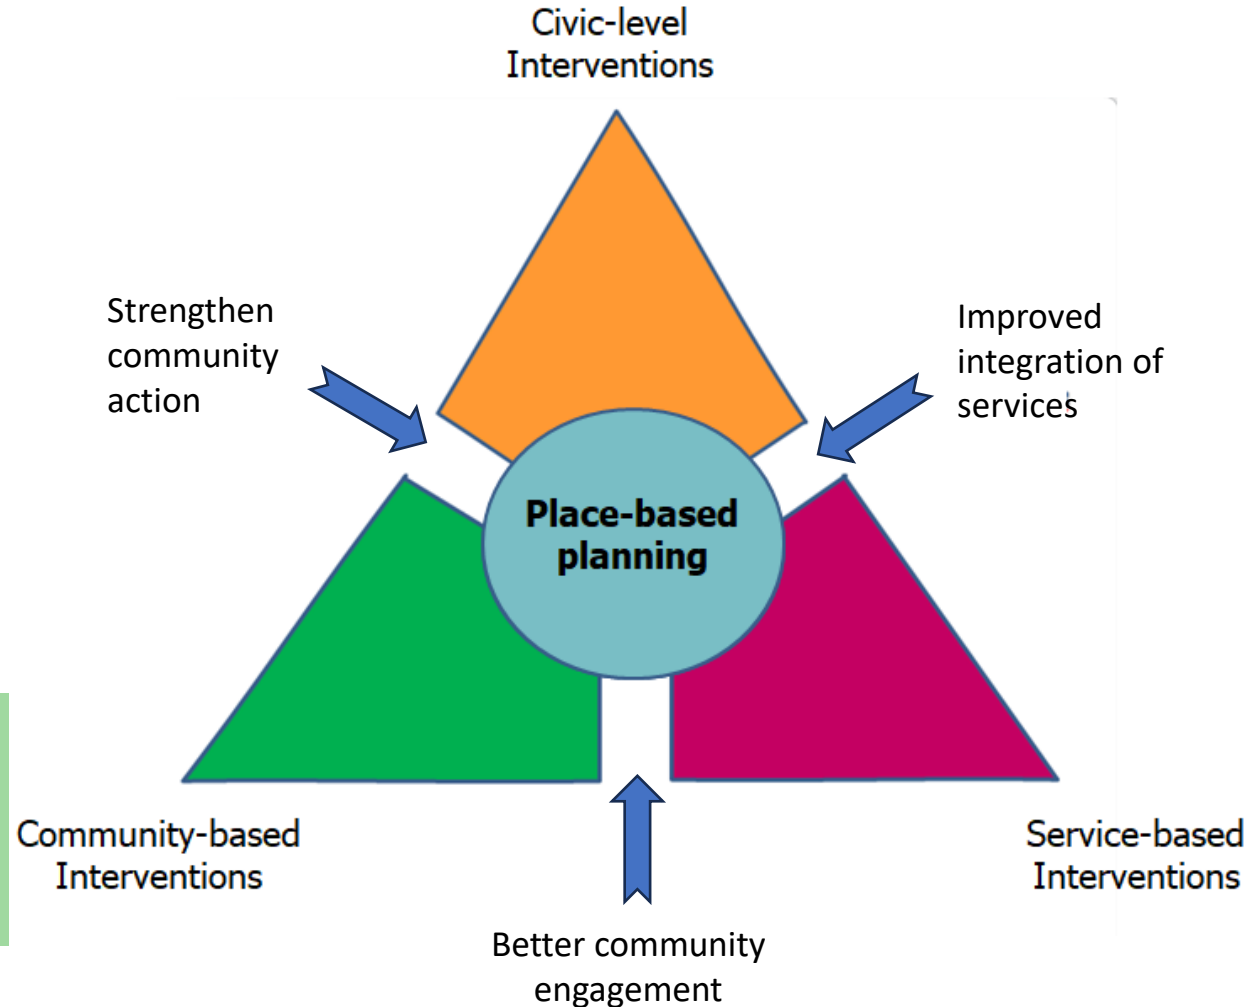 Civic-level
Interventions
Strengthen
community
action
Improved
integration of
services
Place-based
planning
Community-based
Interventions
Service-based
Interventions
Better community
engagement